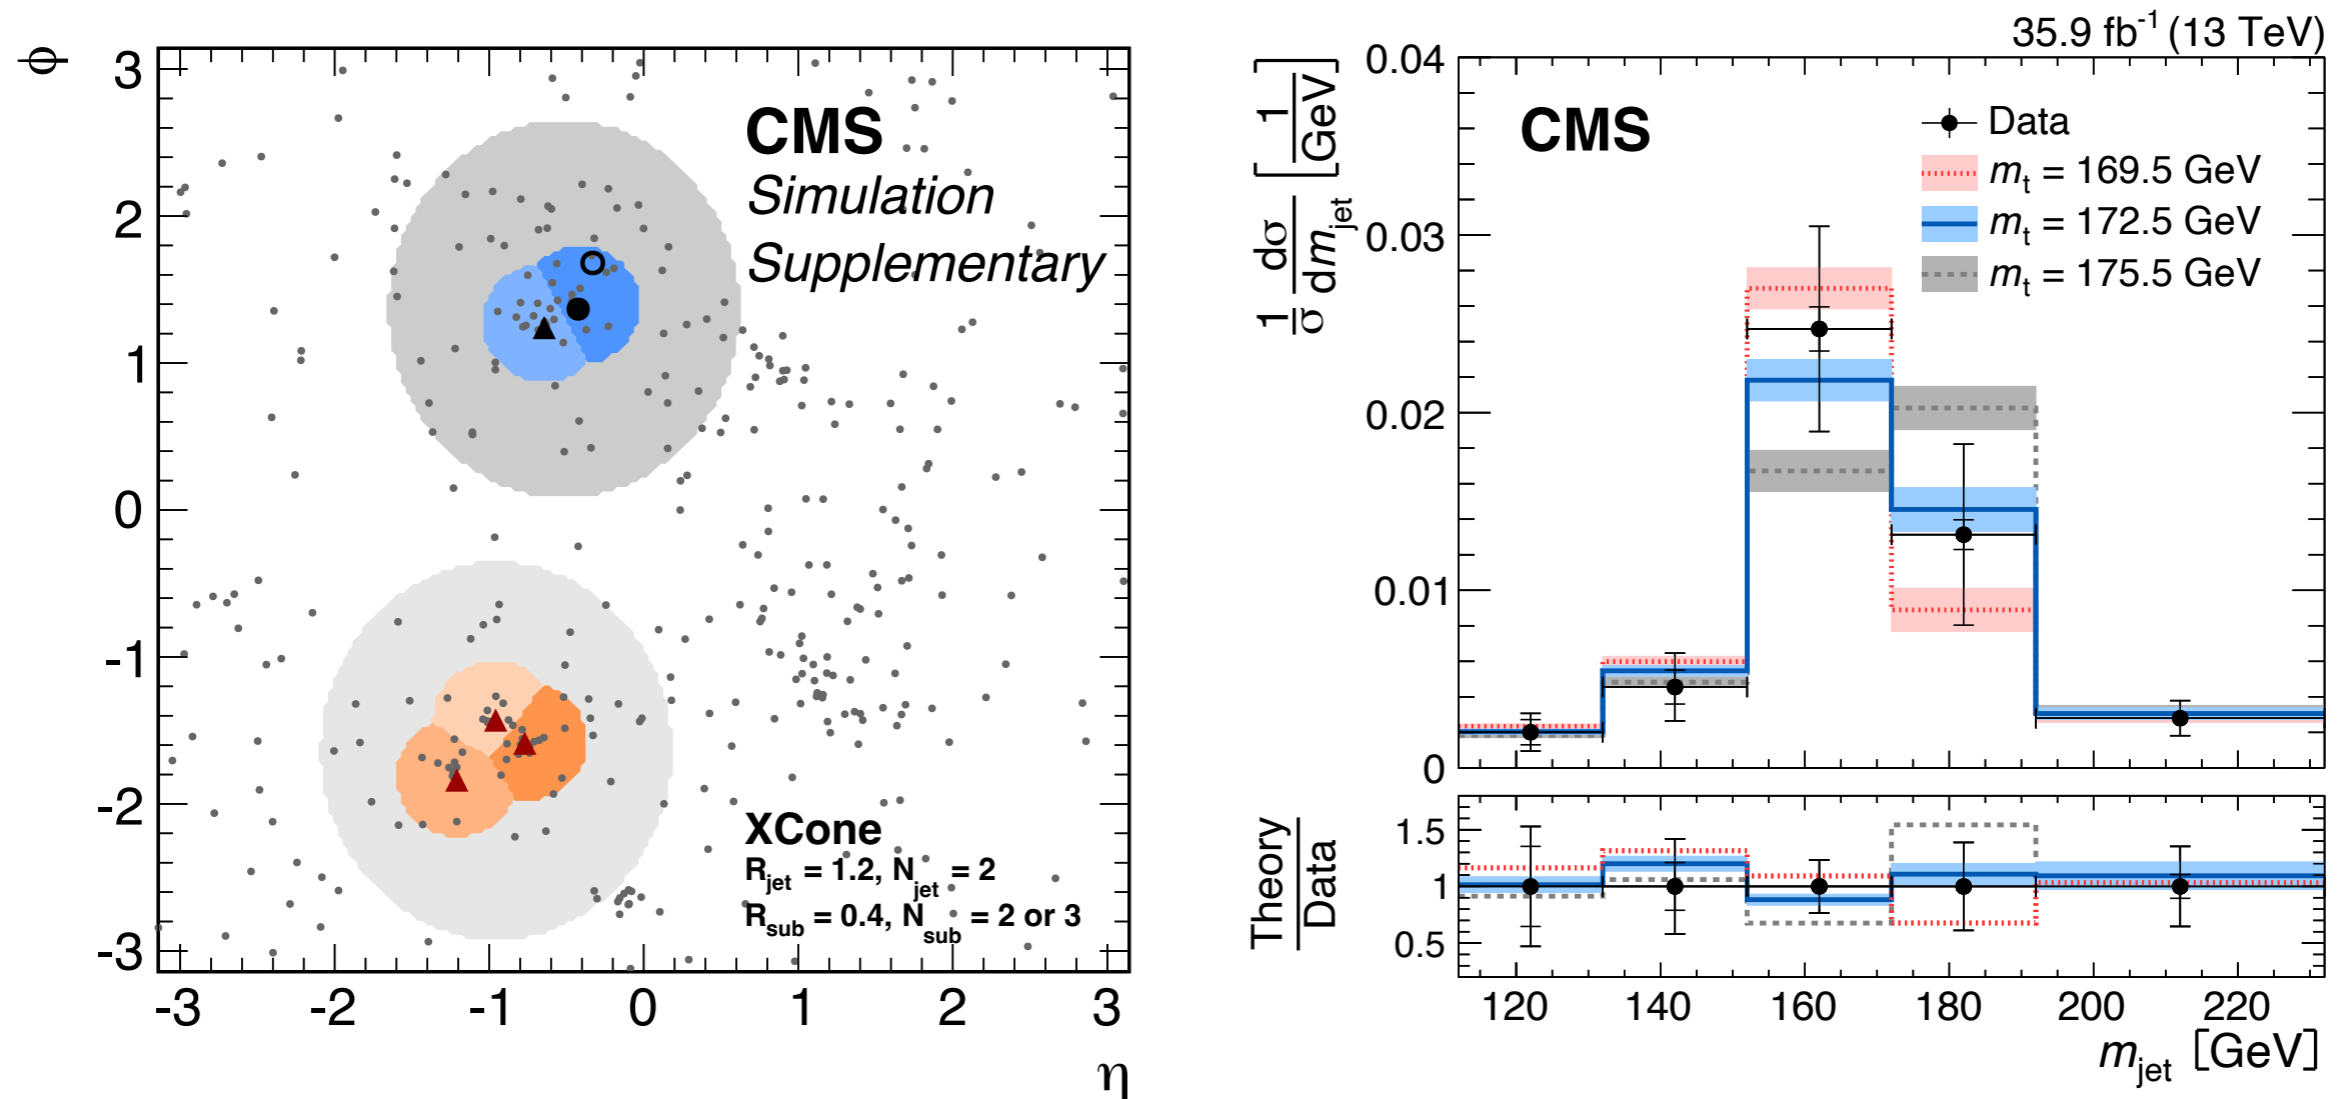 ϕ
3
2
1
0
-1
-2
-3
CMS
Simulation
Supplementary
XCone
R_jet = 1.2, N_jet = 2
R_sub = 0.4, N_sub = 2 or 3
-3 -2 -1 0 1 2 3
η
35.9 fb⁻¹ (13 TeV)
1/σ dσ/dm_jet [1/GeV]
0.04
0.03
0.02
0.01
0
CMS
Data
m_t = 169.5 GeV
m_t = 172.5 GeV
m_t = 175.5 GeV
Theory
Data
1.5
1
0.5
120 140 160 180 200 220
m_jet [GeV]